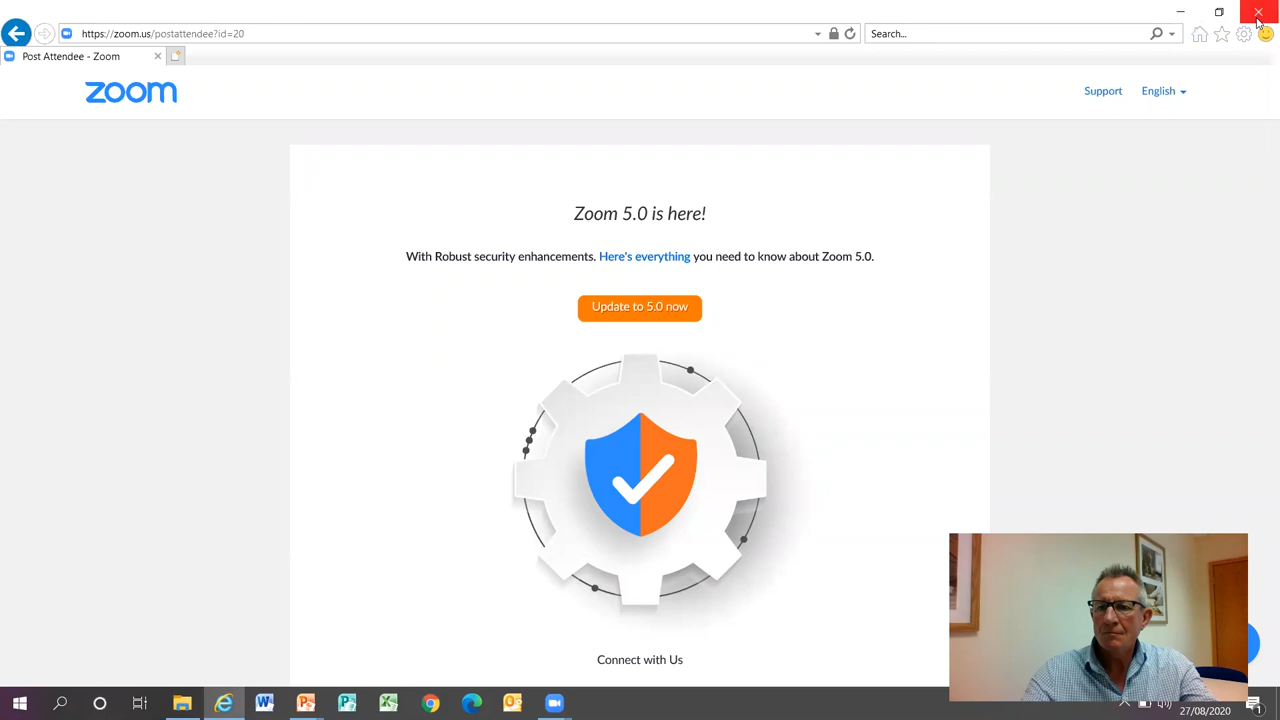 https://zoom.us/postattendee?id=20
Search...
Post Attendee - Zoom
zoom
Support
English
Zoom 5.0 is here!
With Robust security enhancements. Here's everything you need to know about Zoom 5.0.
Update to 5.0 now
Connect with Us
27/08/2020
1